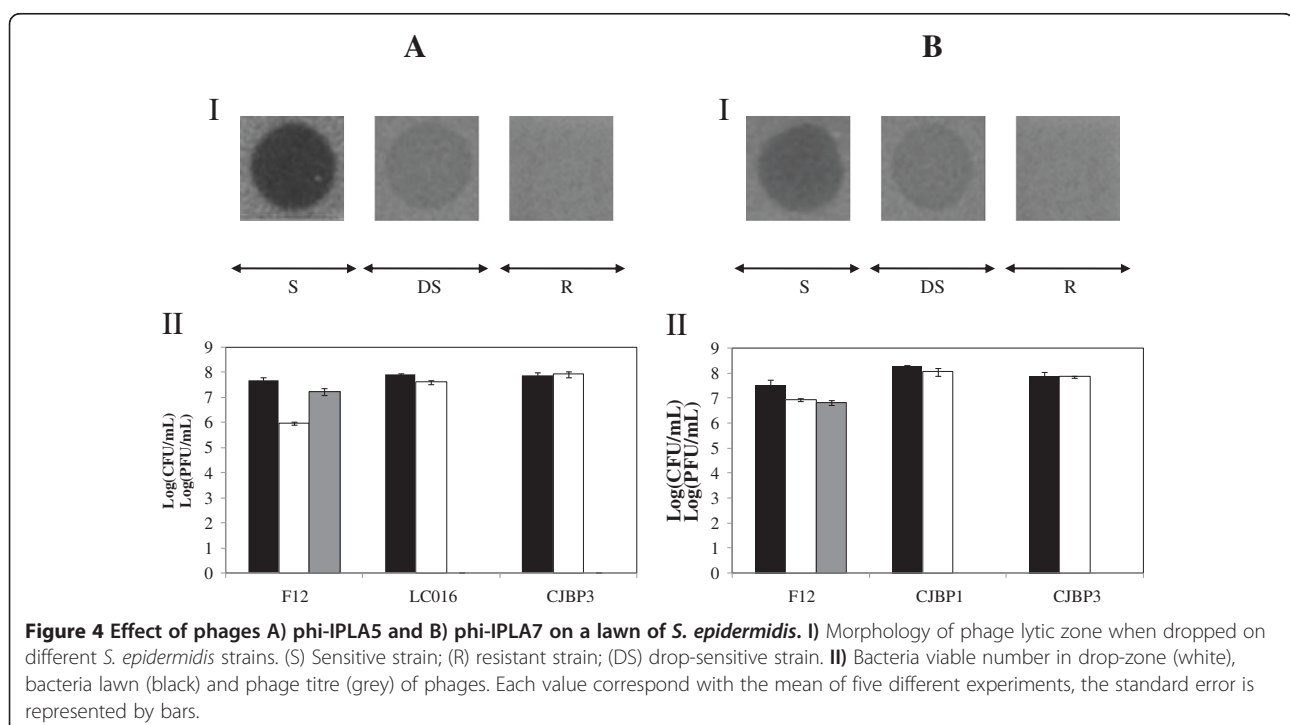 A B
I I
S DS R S DS R
II II
9 9
8 8
7 7
6 6
5 5
4 4
3 3
2 2
1 1
0 0
Log(CFU/mL) Log(CFU/mL)
Log(PFU/mL) Log(PFU/mL)
F12 LC016 CJBP3 F12 CJBP1 CJBP3
Figure 4 Effect of phages A) phi-IPLA5 and B) phi-IPLA7 on a lawn of S. epidermidis. I) Morphology of phage lytic zone when dropped on
different S. epidermidis strains. (S) Sensitive strain; (R) resistant strain; (DS) drop-sensitive strain. II) Bacteria viable number in drop-zone (white),
bacteria lawn (black) and phage titre (grey) of phages. Each value correspond with the mean of five different experiments, the standard error is
represented by bars.